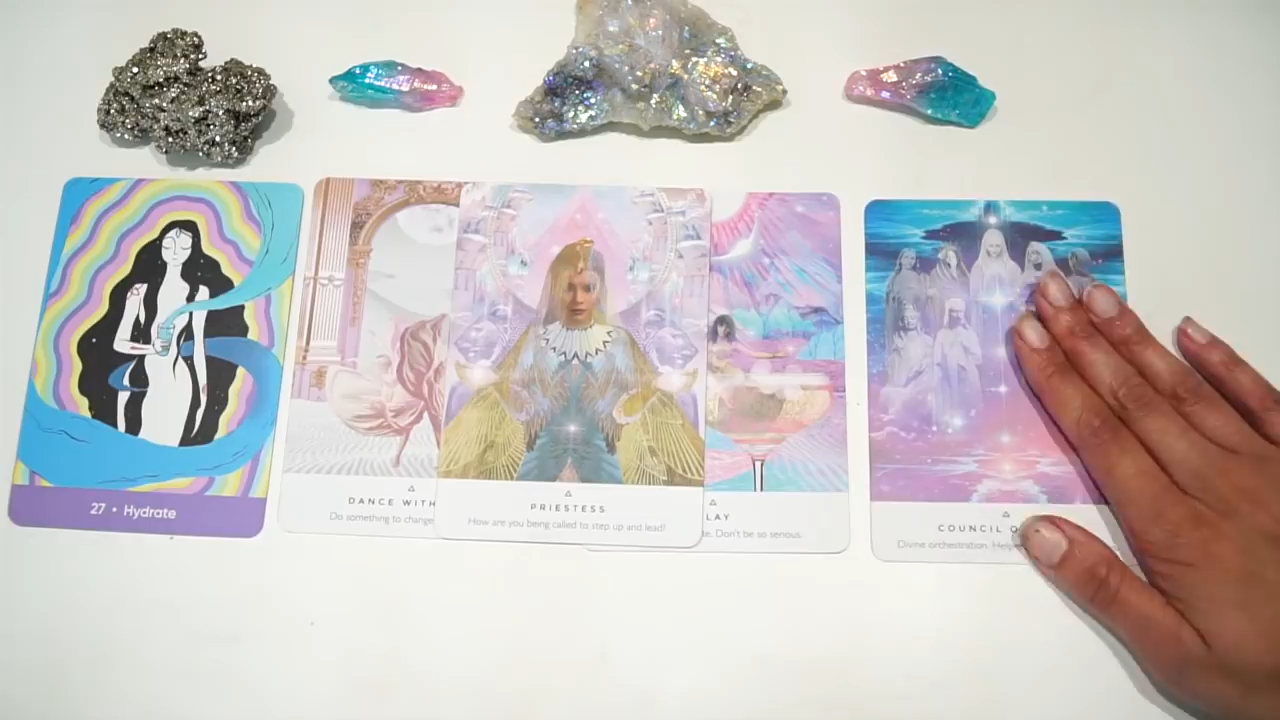 27 • Hydrate
DANCE WITH
Do something to change
PRIESTESS
How are you being called to step up and lead?
LAY
Don't be so serious.
COUNCIL O
Divine orchestration. Help